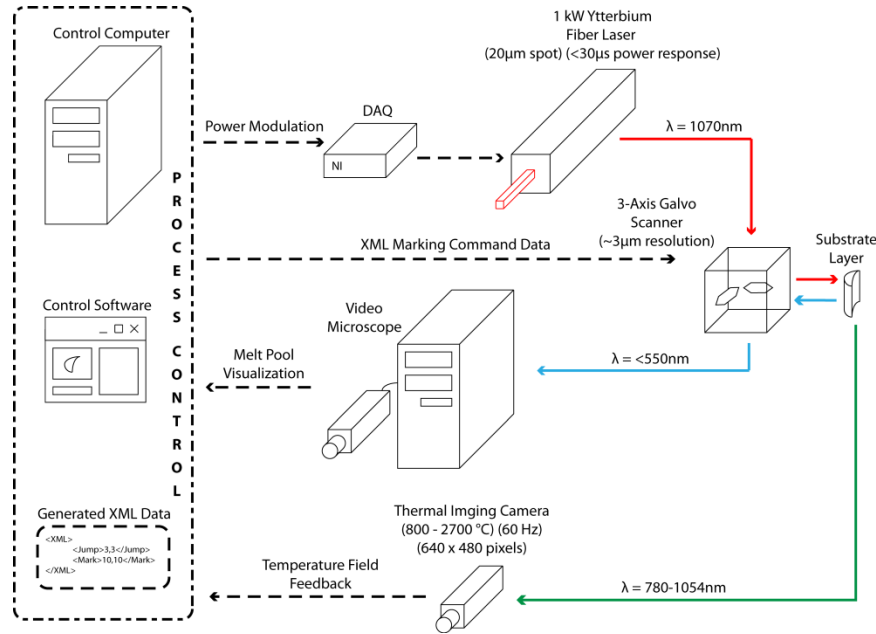 Control Computer
1 kW Ytterbium
Fiber Laser
(20µm spot) (<30µs power response)
Power Modulation
DAQ
NI
λ = 1070nm
PROCESS CONTROL
3-Axis Galvo
Scanner
(~3µm resolution)
XML Marking Command Data
Substrate
Layer
Control Software
Video
Microscope
Melt Pool
Visualization
λ = <550nm
Generated XML Data
<XML>
<Jump>3,3</Jump>
<Mark>10,10</Mark>
</XML>
Thermal Imging Camera
(800 - 2700 °C) (60 Hz)
(640 x 480 pixels)
Temperature Field
Feedback
λ = 780-1054nm